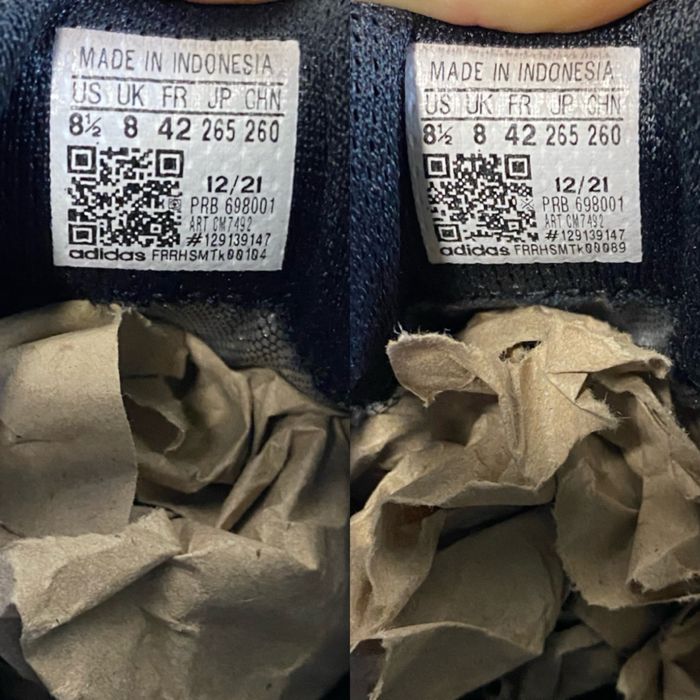 MADE IN INDONESIA
US UK FR JP CHN
8½ 8 42 265 260
12/21
PRB 698001
ART CM7492
#129139147
adidas FRRHSMTk00104
MADE IN INDONESIA
US UK FR JP CHN
8½ 8 42 265 260
12/21
PRB 698001
ART CM7492
#129139147
adidas FRRHSMTk00089